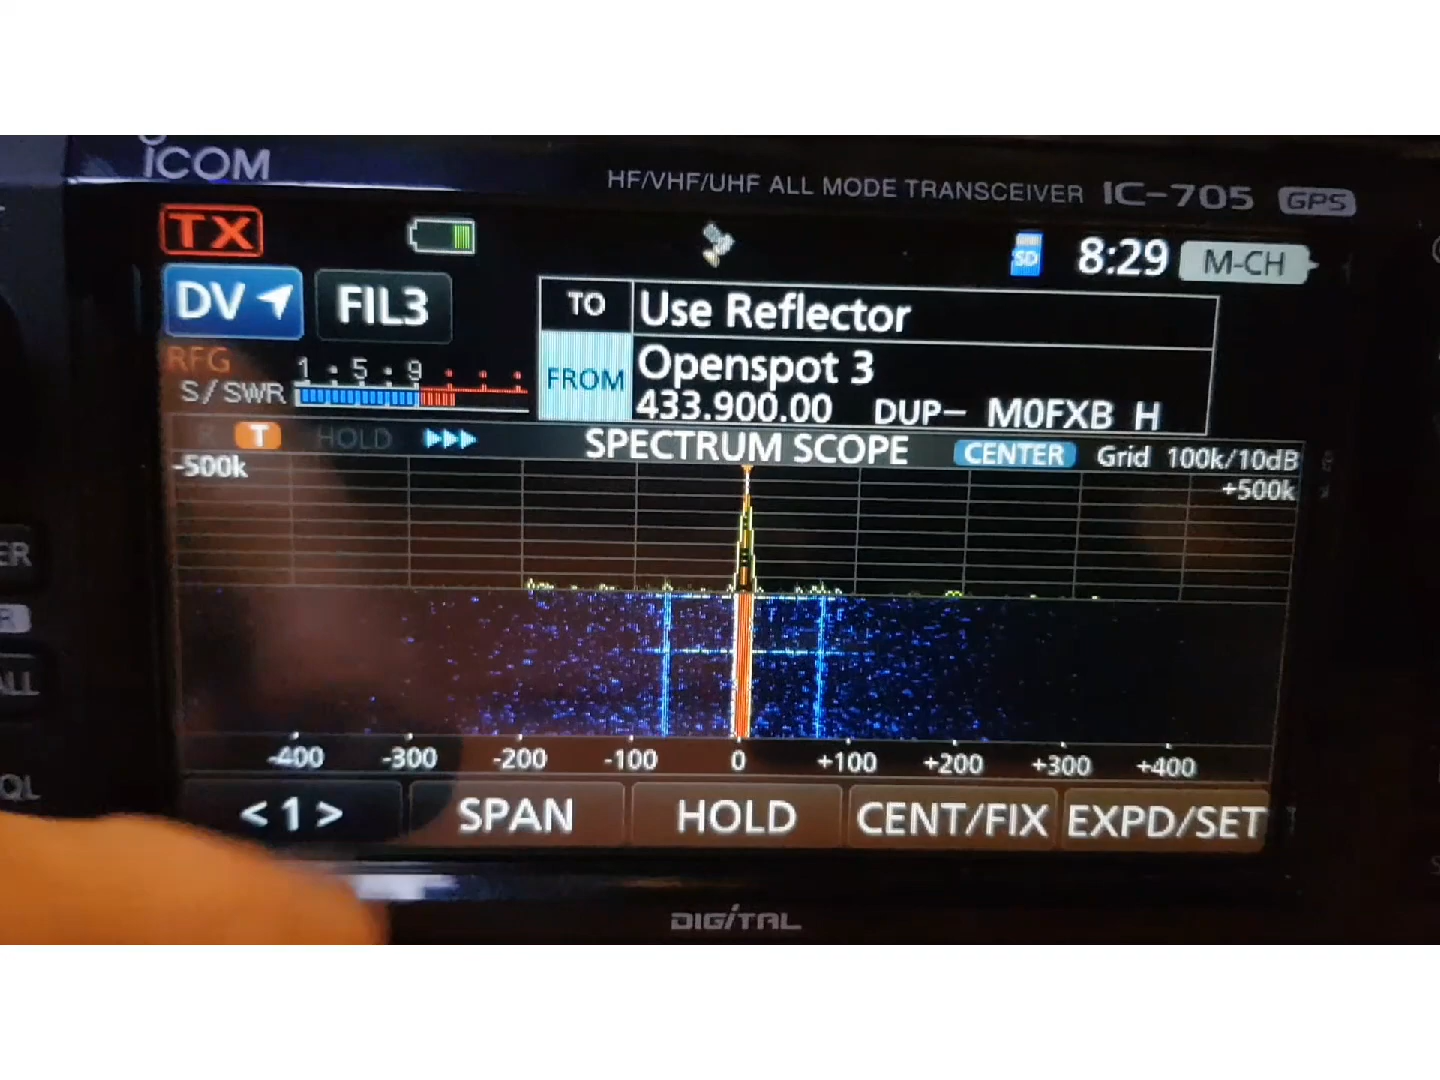 ICOM
HF/VHF/UHF ALL MODE TRANSCEIVER IC-705 GPS
TX
SD 8:29 M-CH
DV FIL3
TO Use Reflector
RFG
FROM Openspot 3
1 5 9
S/SWR
433.900.00 DUP- M0FXB H
R T HOLD SPECTRUM SCOPE CENTER Grid 100k/10dB
-500k +500k
-400 -300 -200 -100 0 +100 +200 +300 +400
< 1 > SPAN HOLD CENT/FIX EXPD/SET
DIGITAL